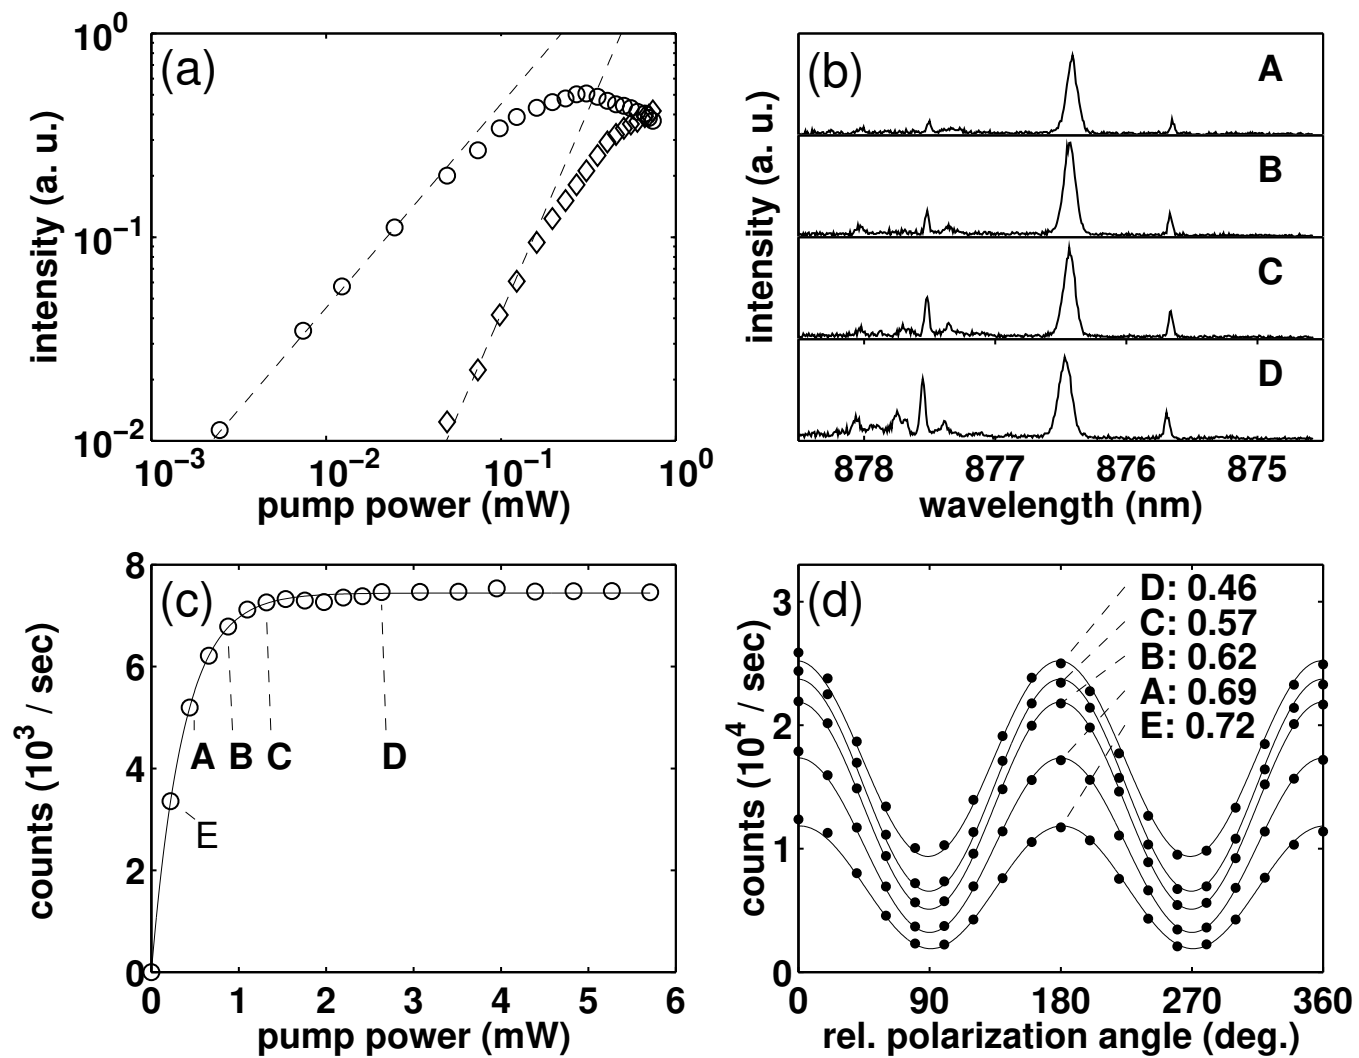 (a)
10^0
10^−1
10^−2
intensity (a. u.)
10^−3 10^−2 10^−1 10^0
pump power (mW)
(b)
A
B
C
D
intensity (a. u.)
878 877 876 875
wavelength (nm)
(c)
8
6
4
2
0
counts (10^3 / sec)
A B C D
E
0 1 2 3 4 5 6
pump power (mW)
(d)
D: 0.46
C: 0.57
B: 0.62
A: 0.69
E: 0.72
3
2
1
0
counts (10^4 / sec)
0 90 180 270 360
rel. polarization angle (deg.)